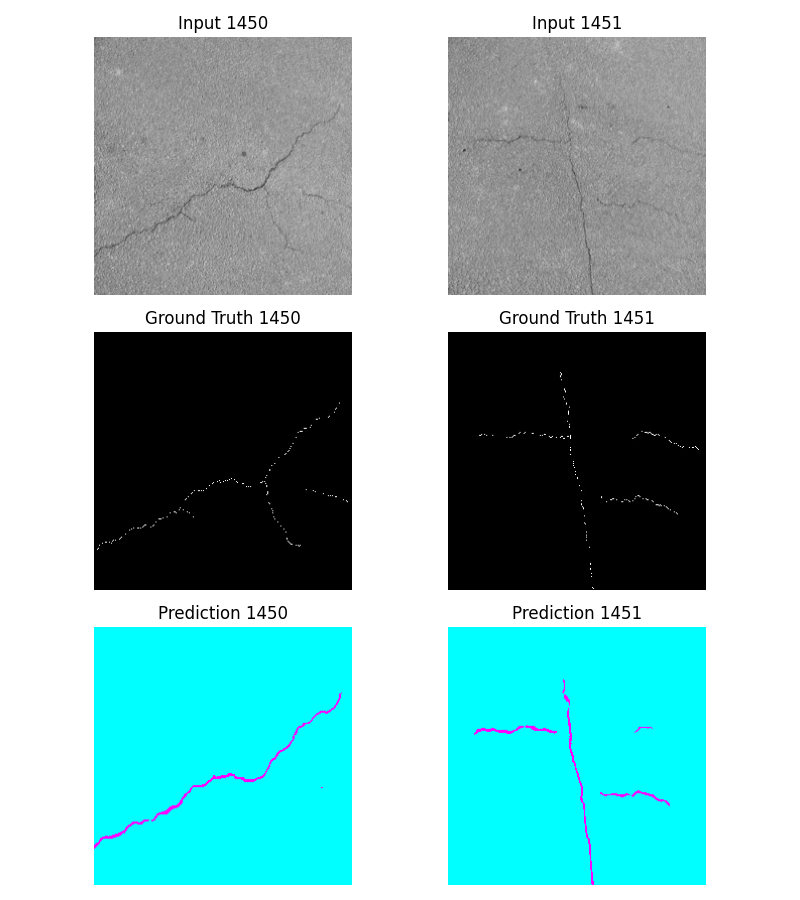 Input 1450
Input 1451
Ground Truth 1450
Ground Truth 1451
Prediction 1450
Prediction 1451